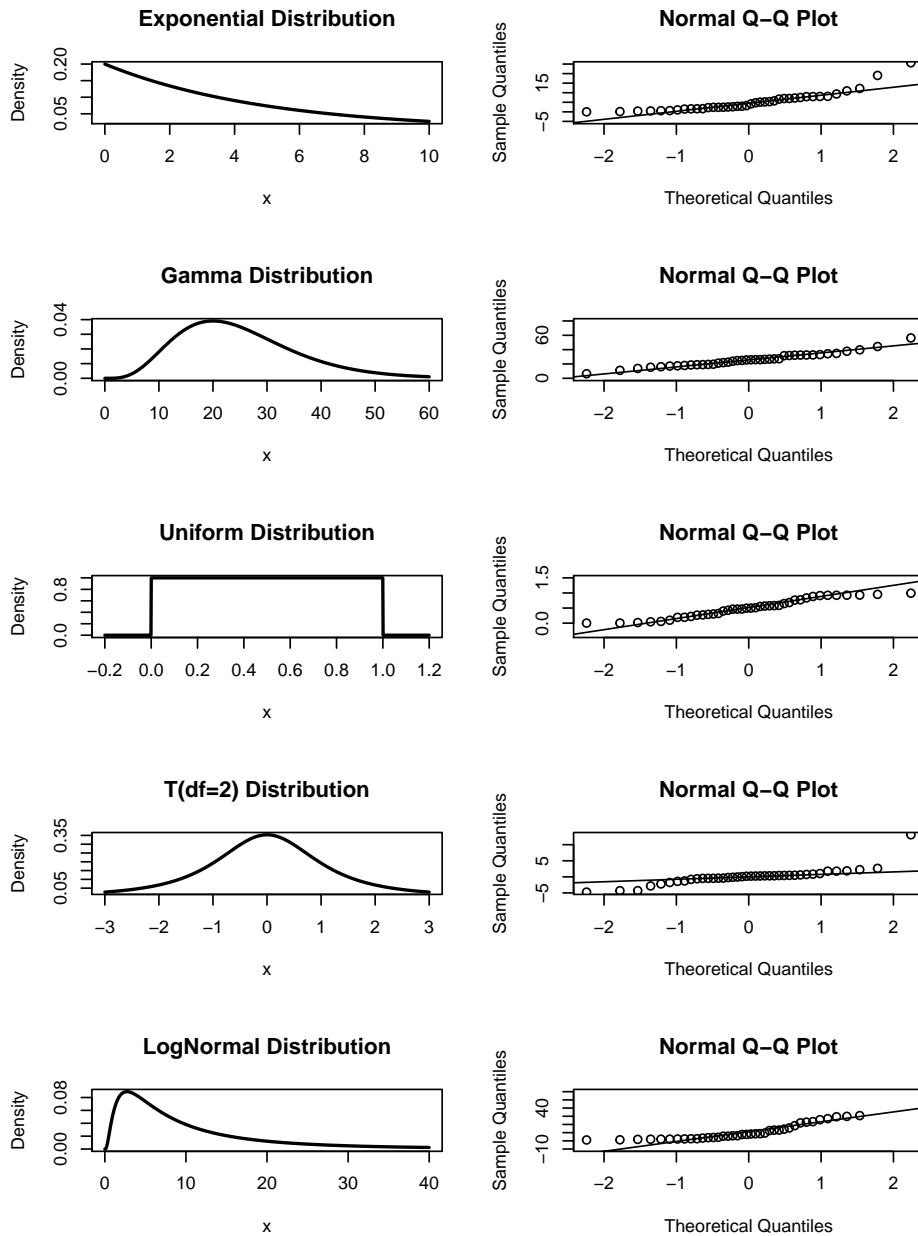 Exponential Distribution
Density
0.05 0.20
0 2 4 6 8 10
x
Normal Q−Q Plot
Sample Quantiles
−5 15
−2 −1 0 1 2
Theoretical Quantiles
Gamma Distribution
Density
0.00 0.04
0 10 20 30 40 50 60
x
Normal Q−Q Plot
Sample Quantiles
0 60
−2 −1 0 1 2
Theoretical Quantiles
Uniform Distribution
Density
0.0 0.8
−0.2 0.0 0.2 0.4 0.6 0.8 1.0 1.2
x
Normal Q−Q Plot
Sample Quantiles
0.0 1.5
−2 −1 0 1 2
Theoretical Quantiles
T(df=2) Distribution
Density
0.05 0.35
−3 −2 −1 0 1 2 3
x
Normal Q−Q Plot
Sample Quantiles
−5 5
−2 −1 0 1 2
Theoretical Quantiles
LogNormal Distribution
Density
0.00 0.08
0 10 20 30 40
x
Normal Q−Q Plot
Sample Quantiles
−10 40
−2 −1 0 1 2
Theoretical Quantiles